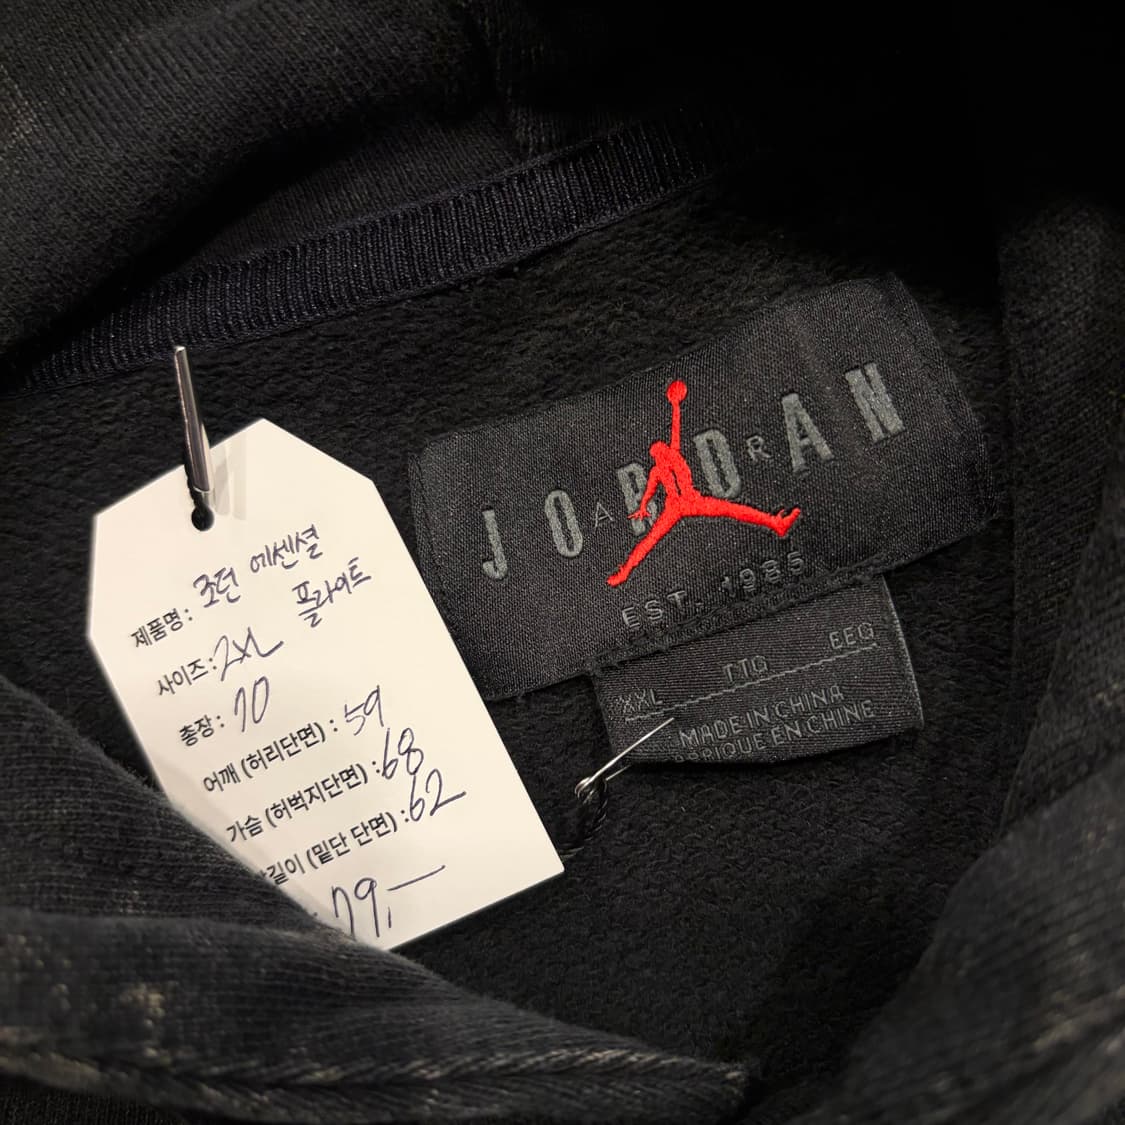 제품명: 조던 에센셜
플라이트
사이즈: 2XL
총장: 70
어깨 (허리단면) : 59
가슴 (허벅지단면) : 68
길이 (밑단 단면) : 62
79,—
JORDAN
AIR
EST. 1985
XXL TTG EEG
MADE IN CHINA
EN CHINE